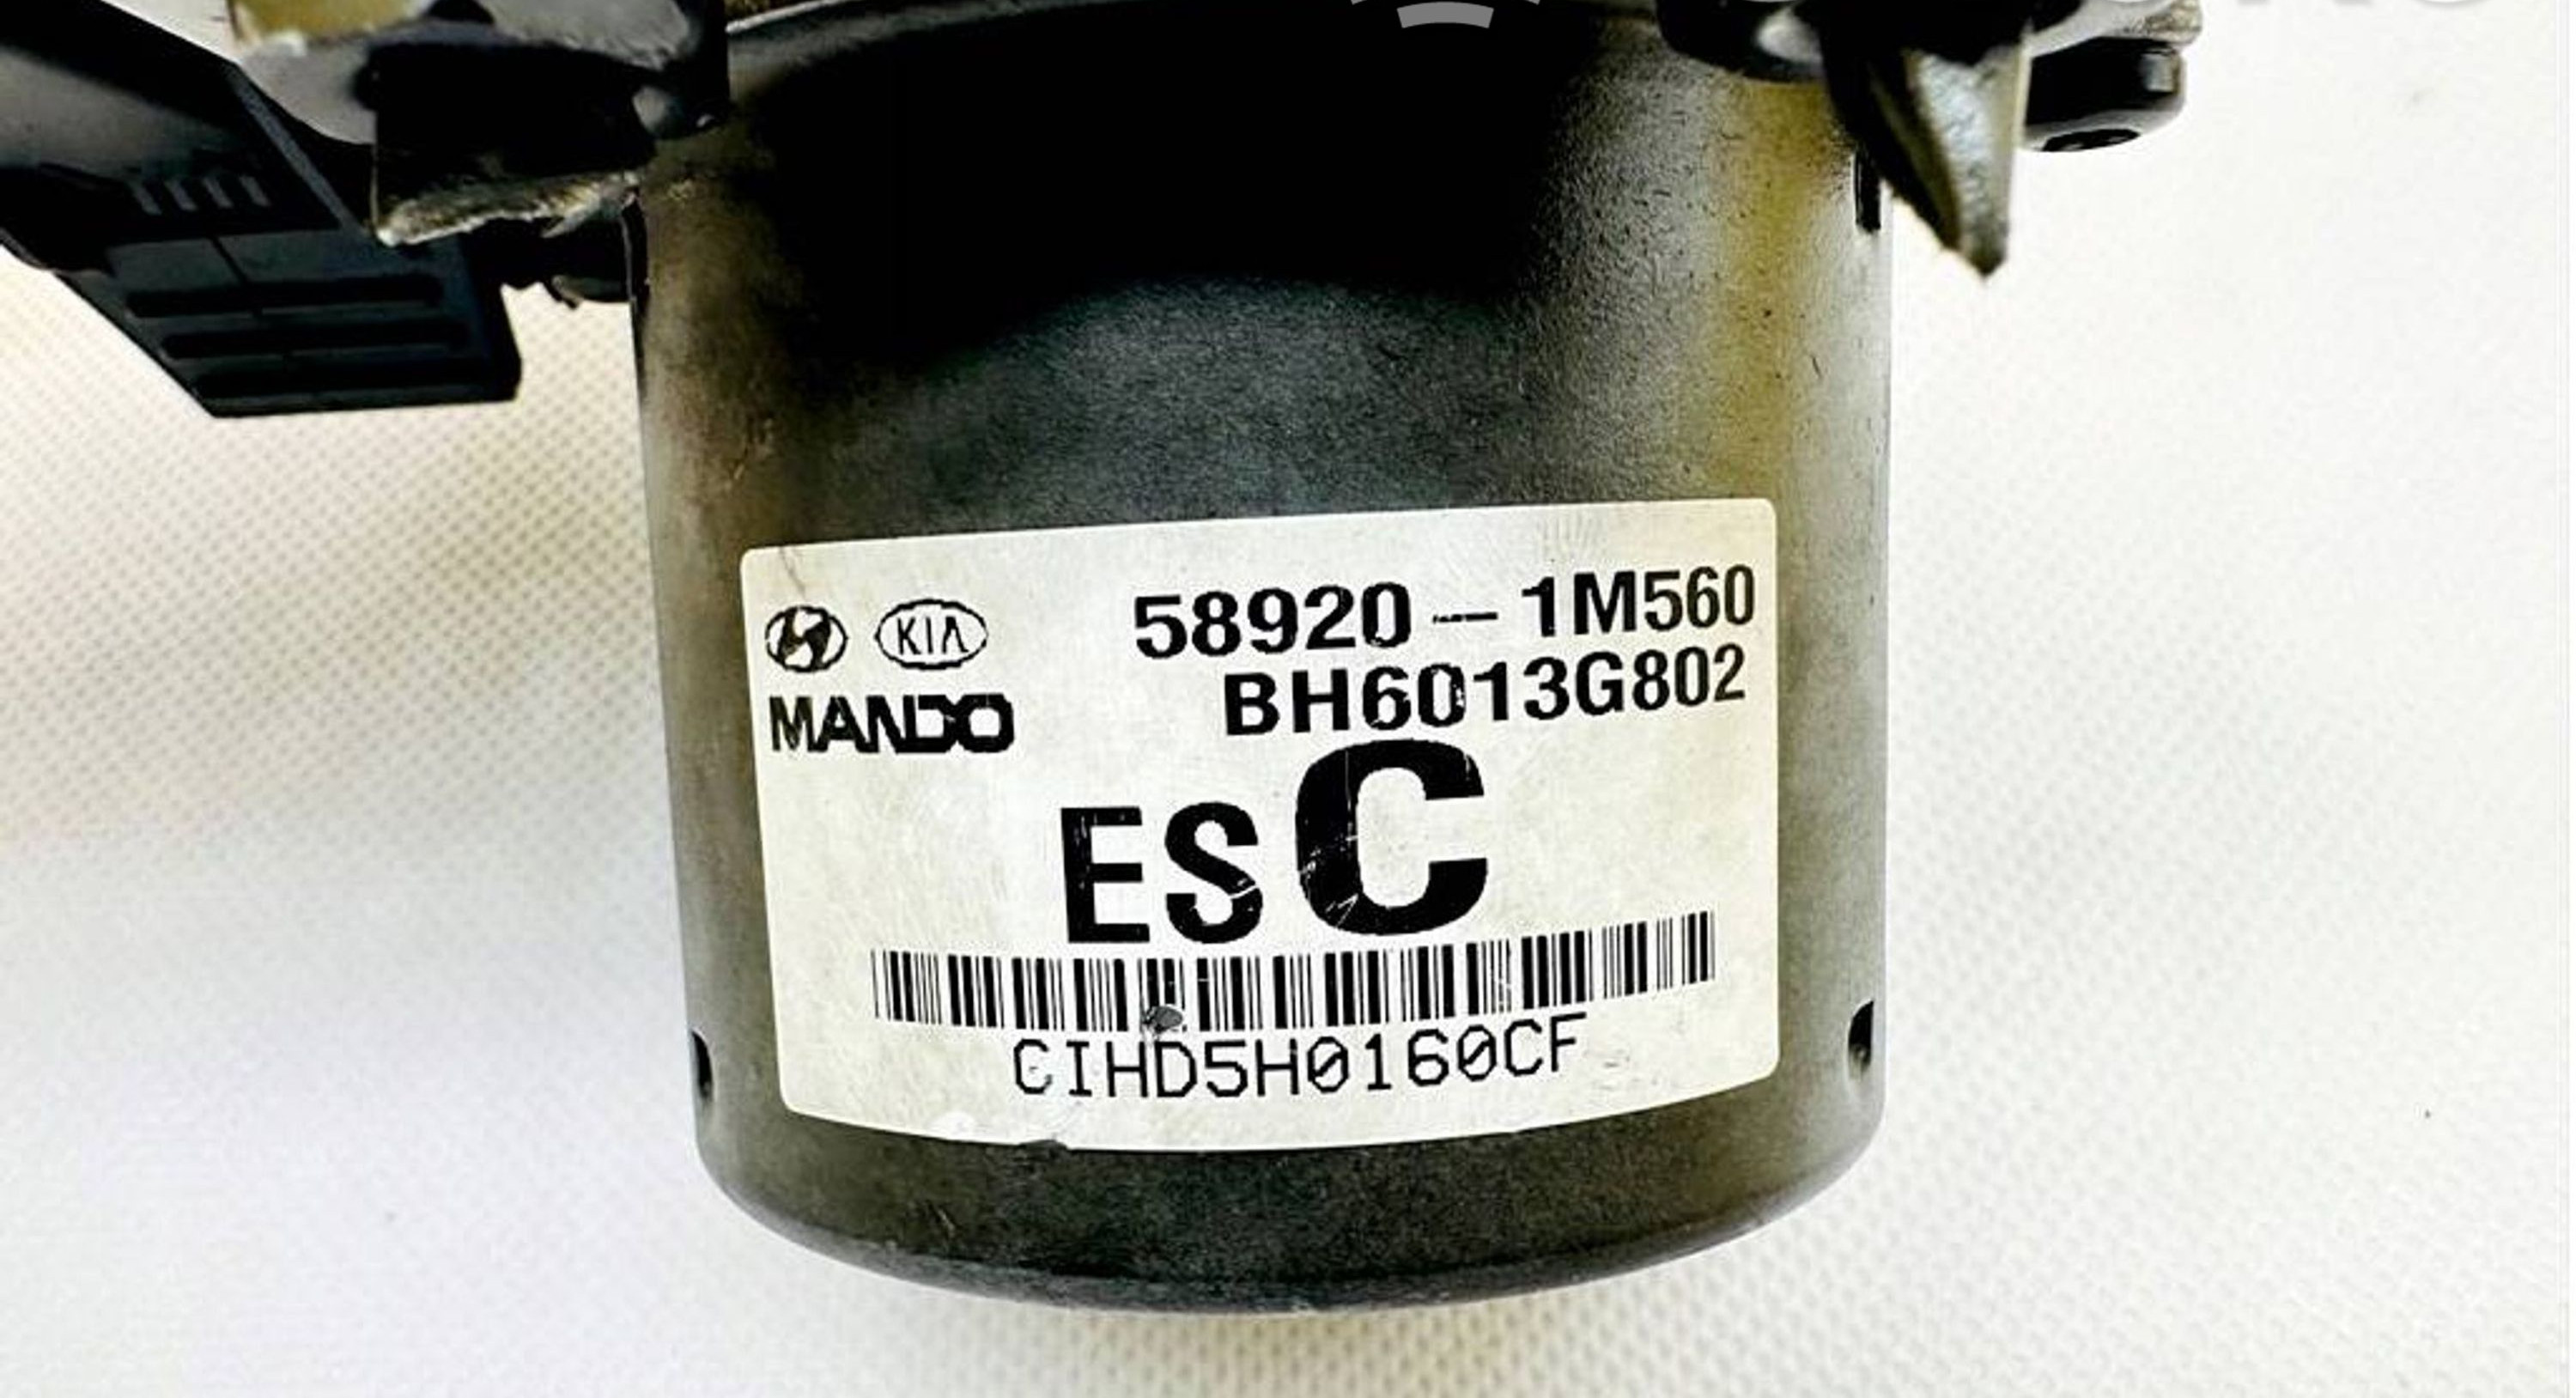 58920-1M560
KIA
BH6013G802
MANDO
ESC
CIHD5H0160CF